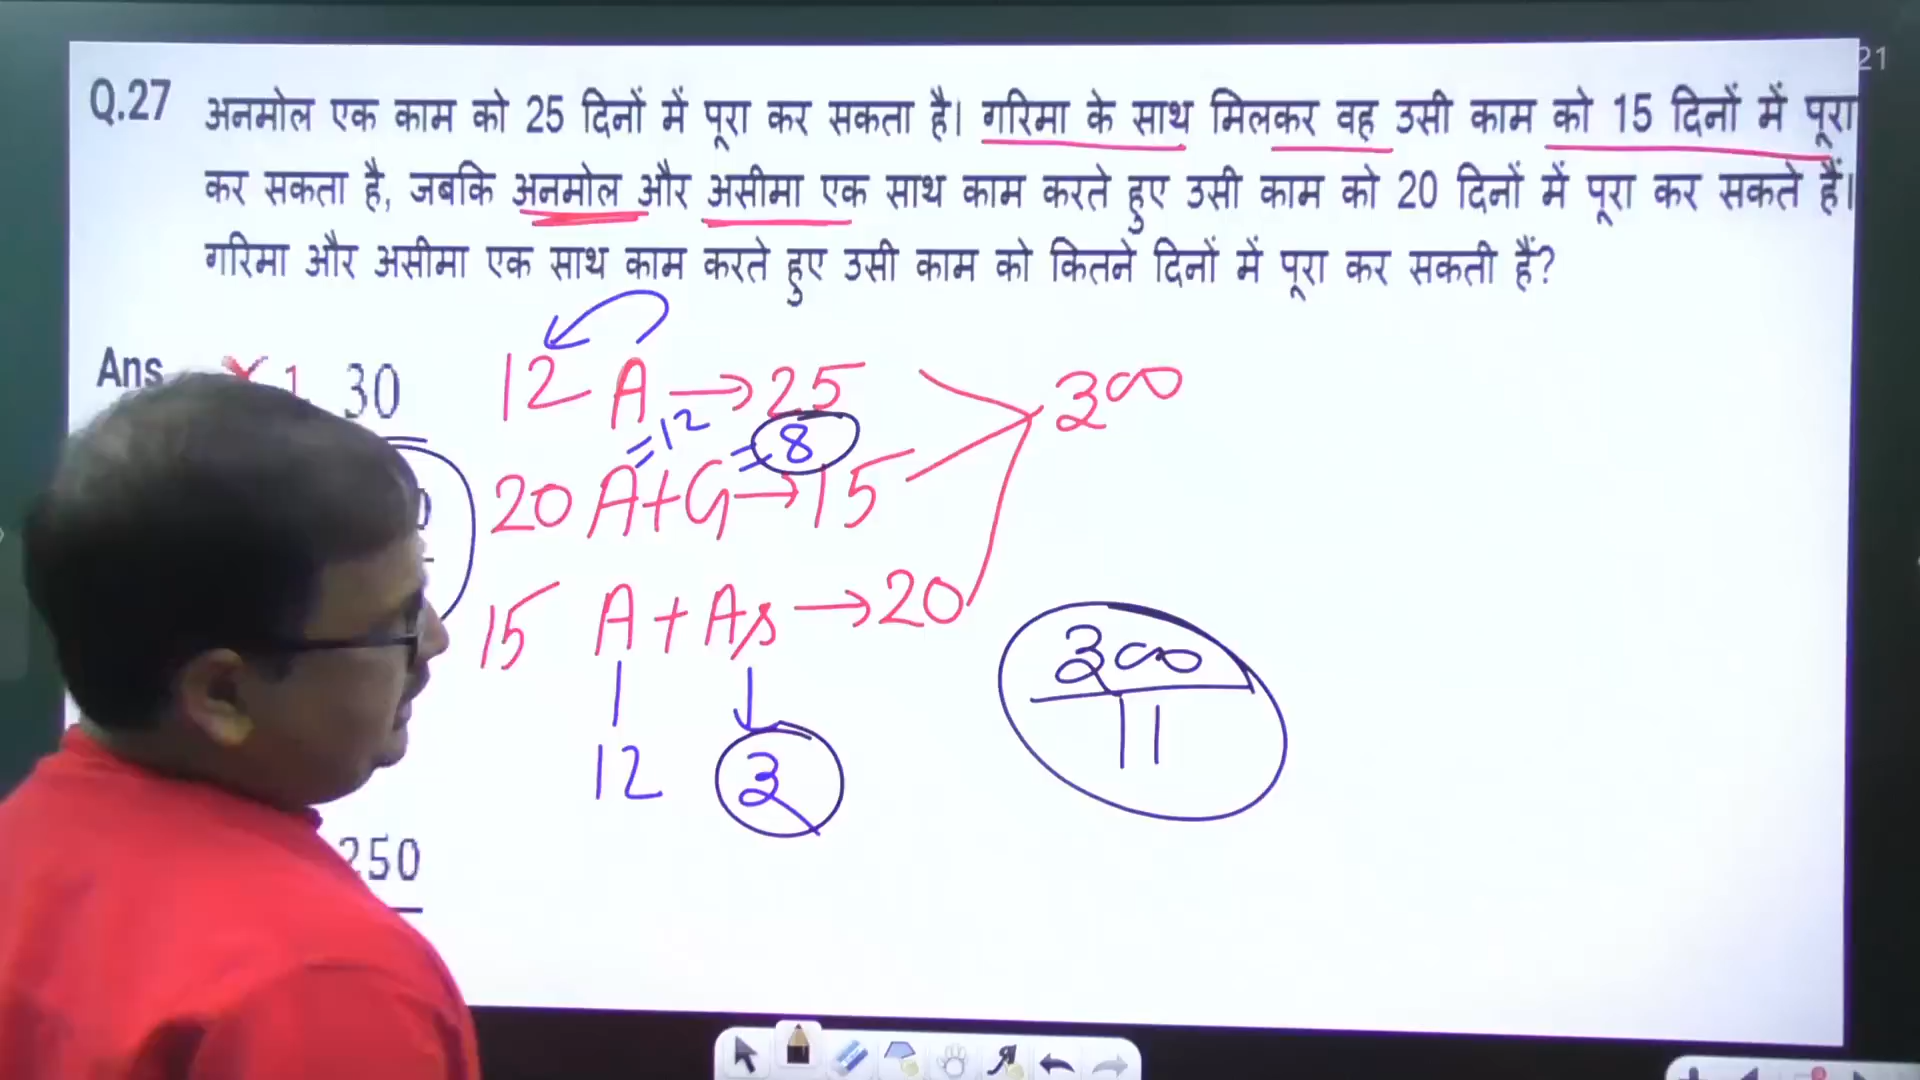 21
Q.27 अनमोल एक काम को 25 दिनों में पूरा कर सकता है। गरिमा के साथ मिलकर वह उसी काम को 15 दिनों में पूरा
कर सकता है, जबकि अनमोल और असीमा एक साथ काम करते हुए उसी काम को 20 दिनों में पूरा कर सकते हैं।
गरिमा और असीमा एक साथ काम करते हुए उसी काम को कितने दिनों में पूरा कर सकती हैं?
Ans 1. 30
12 A → 25 300
=12 = 8
20 A+G → 15
15 A + As → 20
300
11
12 3
250